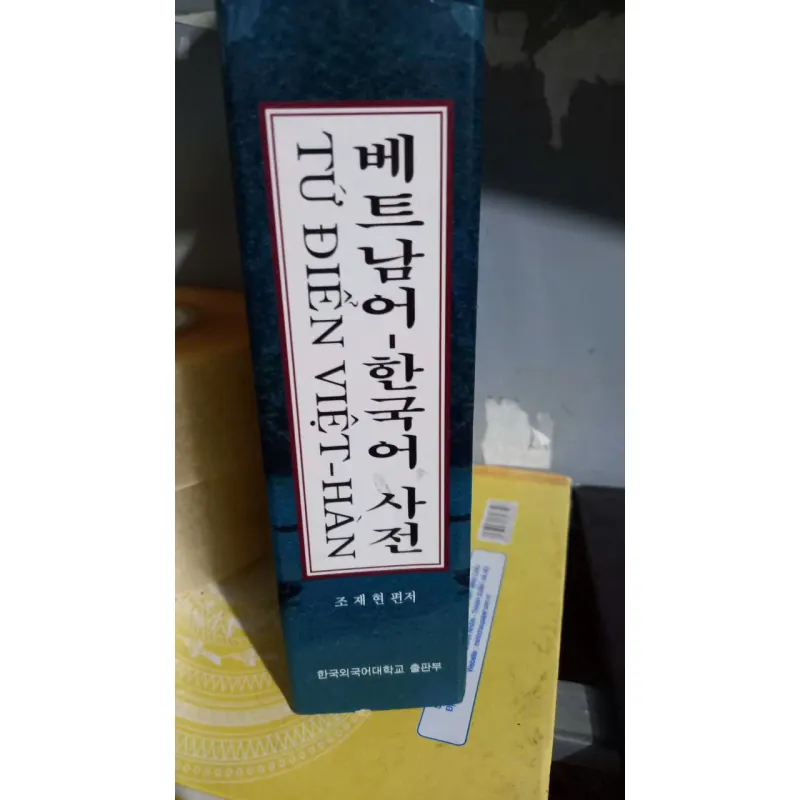 베트남어-한국어 사전
TỪ ĐIỂN VIỆT-HÀN
조 재 현 편저
한국외국어대학교 출판부